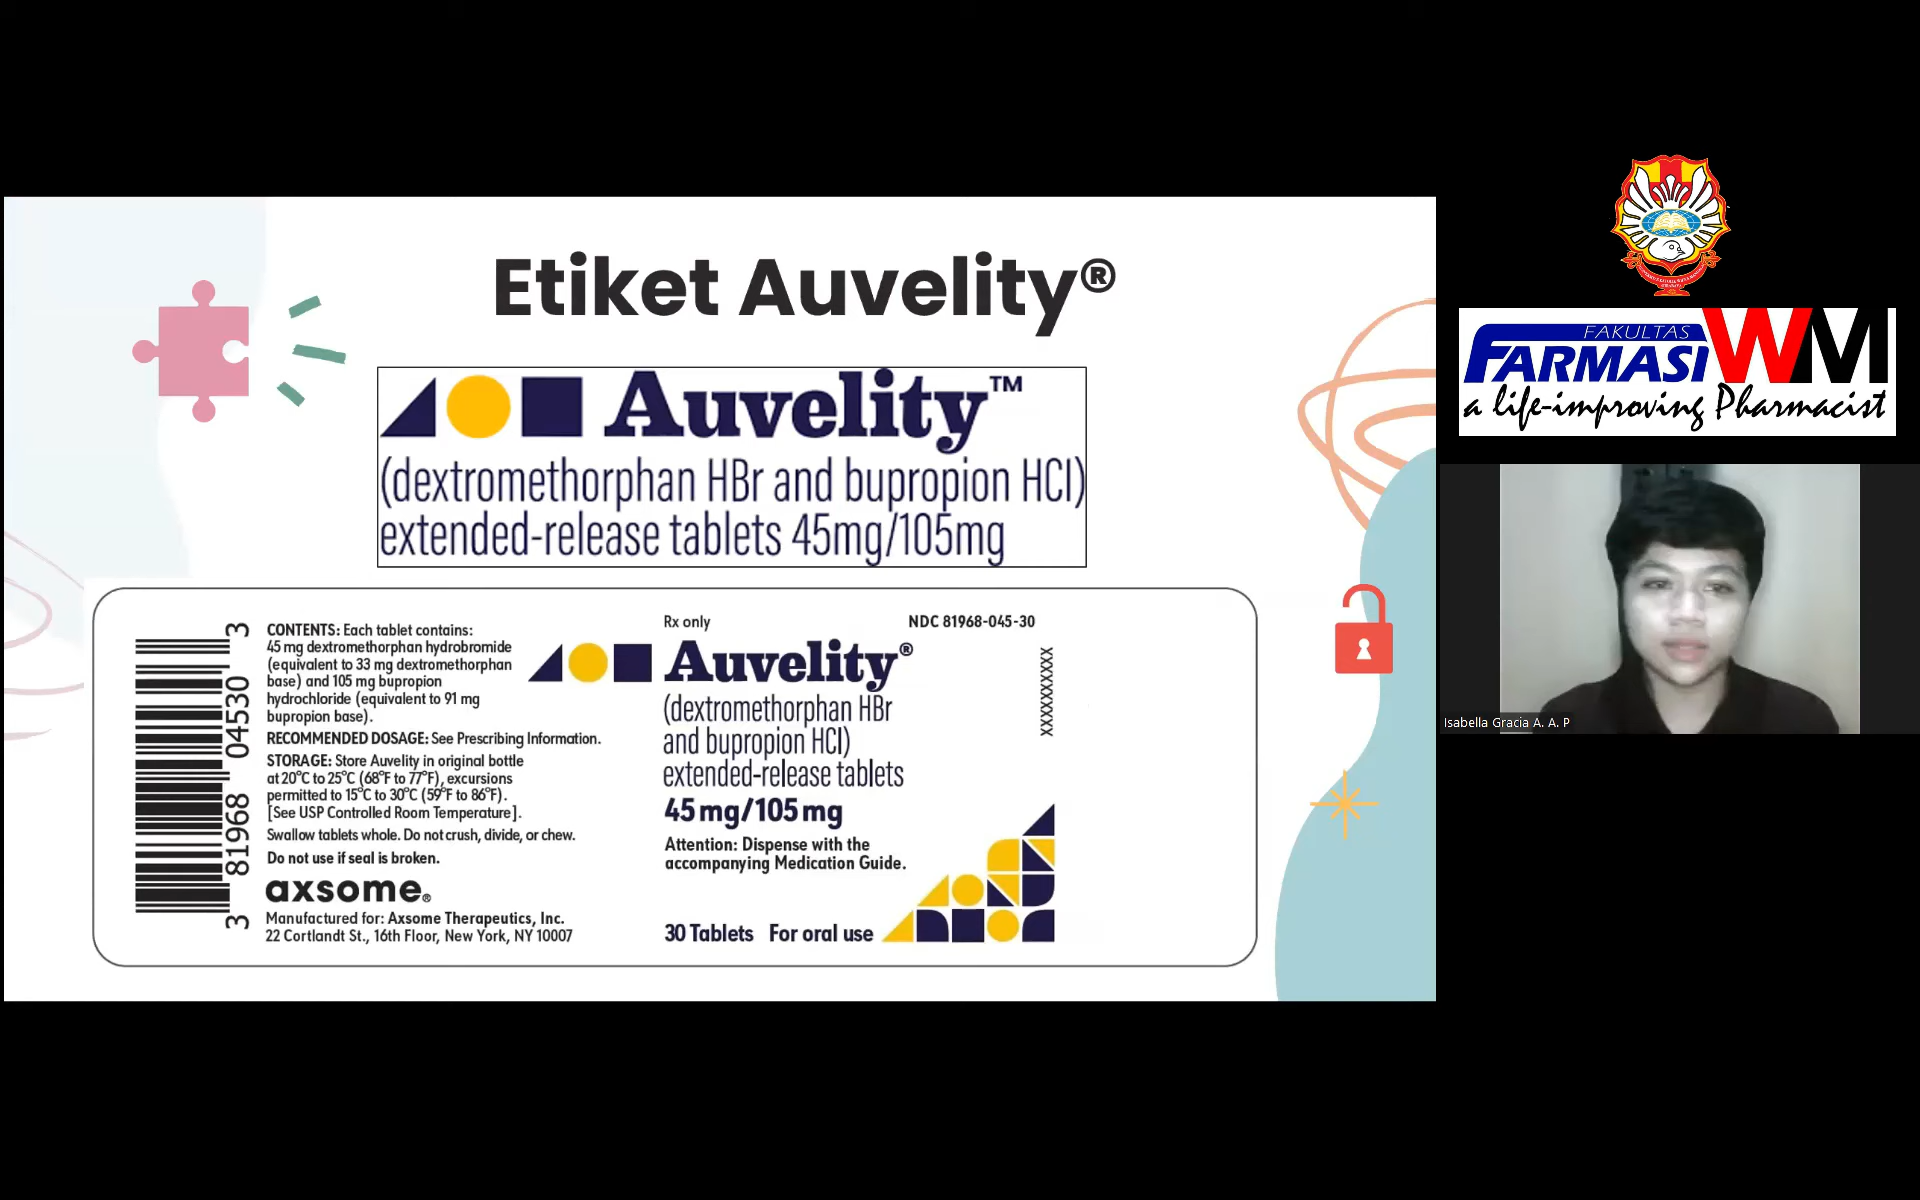 Etiket Auvelity®
Auvelity™
(dextromethorphan HBr and bupropion HCl)
extended-release tablets 45mg/105mg
3 81968 04530 3
CONTENTS: Each tablet contains:
45 mg dextromethorphan hydrobromide
(equivalent to 33 mg dextromethorphan
base) and 105 mg bupropion
hydrochloride (equivalent to 91 mg
bupropion base).
RECOMMENDED DOSAGE: See Prescribing Information.
STORAGE: Store Auvelity in original bottle
at 20°C to 25°C (68°F to 77°F), excursions
permitted to 15°C to 30°C (59°F to 86°F).
[See USP Controlled Room Temperature].
Swallow tablets whole. Do not crush, divide, or chew.
Do not use if seal is broken.
axsome®
Manufactured for: Axsome Therapeutics, Inc.
22 Cortlandt St., 16th Floor, New York, NY 10007
Rx only
NDC 81968-045-30
Auvelity®
(dextromethorphan HBr
and bupropion HCl)
extended-release tablets
45 mg/105 mg
Attention: Dispense with the
accompanying Medication Guide.
30 Tablets For oral use
XXXXXXXXXXX
FAKULTAS
FARMASI WM
a life-improving Pharmacist
Isabella Gracia A. A. P